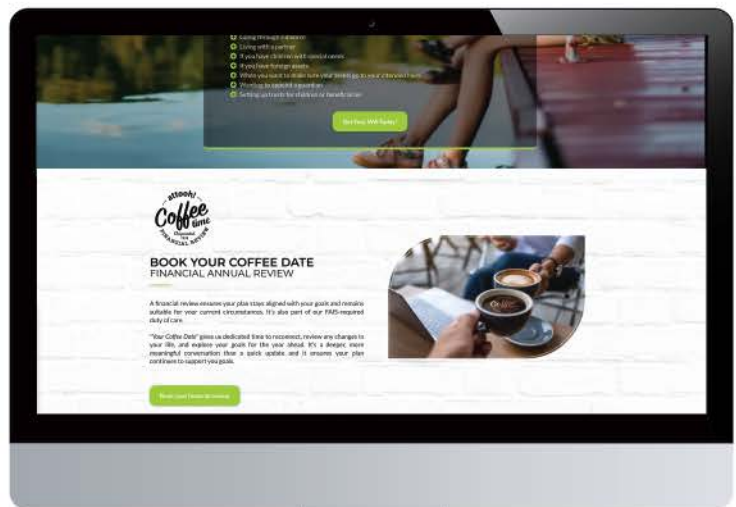 Going through a divorce
Living with a partner
If you have children with special needs
If you have foreign assets
When you want to make sure your assets go to your intended heirs
Wanting to appoint a guardian
Setting up trusts for children or beneficiaries
Get Your Will Today!
attooh!
Coffee
time
FINANCIAL REVIEW
BOOK YOUR COFFEE DATE
FINANCIAL ANNUAL REVIEW
A financial review ensures your plan stays aligned with your goals and remains
suitable for your current circumstances. It's also part of our FAIS-required
duty of care.
"Your Coffee Date" gives us dedicated time to reconnect, review any changes in
your life, and explore your goals for the year ahead. It's a deeper, more
meaningful conversation than a quick update and it ensures your plan
continues to support you goals.
Book your financial review
Coffee